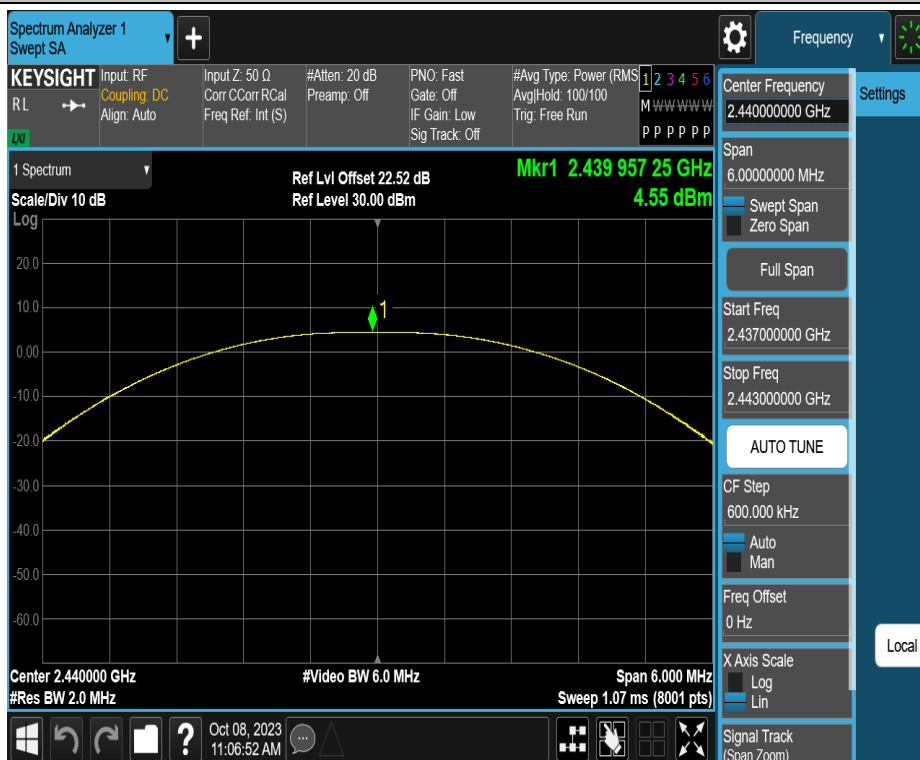 Spectrum Analyzer 1
Swept SA
Frequency
KEYSIGHT
RL
LXI
Input: RF
Coupling: DC
Align: Auto
Input Z: 50 Ω
Corr CCorr RCal
Freq Ref: Int (S)
#Atten: 20 dB
Preamp: Off
PNO: Fast
Gate: Off
IF Gain: Low
Sig Track: Off
#Avg Type: Power (RMS
Avg|Hold: 100/100
Trig: Free Run
1 2 3 4 5 6
M W W W W W
P P P P P P
1 Spectrum
Scale/Div 10 dB
Log
Ref Lvl Offset 22.52 dB
Ref Level 30.00 dBm
Mkr1 2.439 957 25 GHz
4.55 dBm
20.0
10.0
0.00
-10.0
-20.0
-30.0
-40.0
-50.0
-60.0
1
Center 2.440000 GHz
#Res BW 2.0 MHz
#Video BW 6.0 MHz
Span 6.000 MHz
Sweep 1.07 ms (8001 pts)
Oct 08, 2023
11:06:52 AM
Center Frequency
2.440000000 GHz
Span
6.00000000 MHz
Swept Span
Zero Span
Full Span
Start Freq
2.437000000 GHz
Stop Freq
2.443000000 GHz
AUTO TUNE
CF Step
600.000 kHz
Auto
Man
Freq Offset
0 Hz
X Axis Scale
Log
Lin
Signal Track
(Span Zoom)
Settings
Local